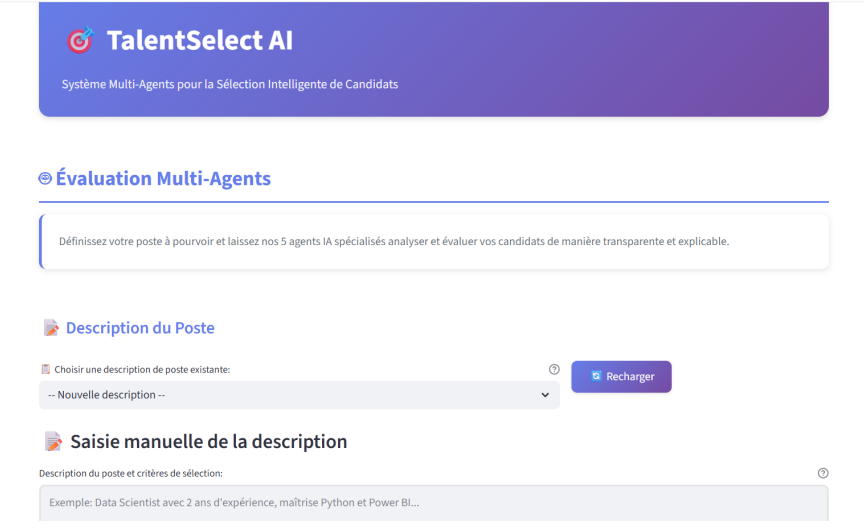 TalentSelect AI
Système Multi-Agents pour la Sélection Intelligente de Candidats
Évaluation Multi-Agents
Définissez votre poste à pourvoir et laissez nos 5 agents IA spécialisés analyser et évaluer vos candidats de manière transparente et explicable.
Description du Poste
Choisir une description de poste existante:
-- Nouvelle description --
Recharger
Saisie manuelle de la description
Description du poste et critères de sélection:
Exemple: Data Scientist avec 2 ans d'expérience, maîtrise Python et Power BI...